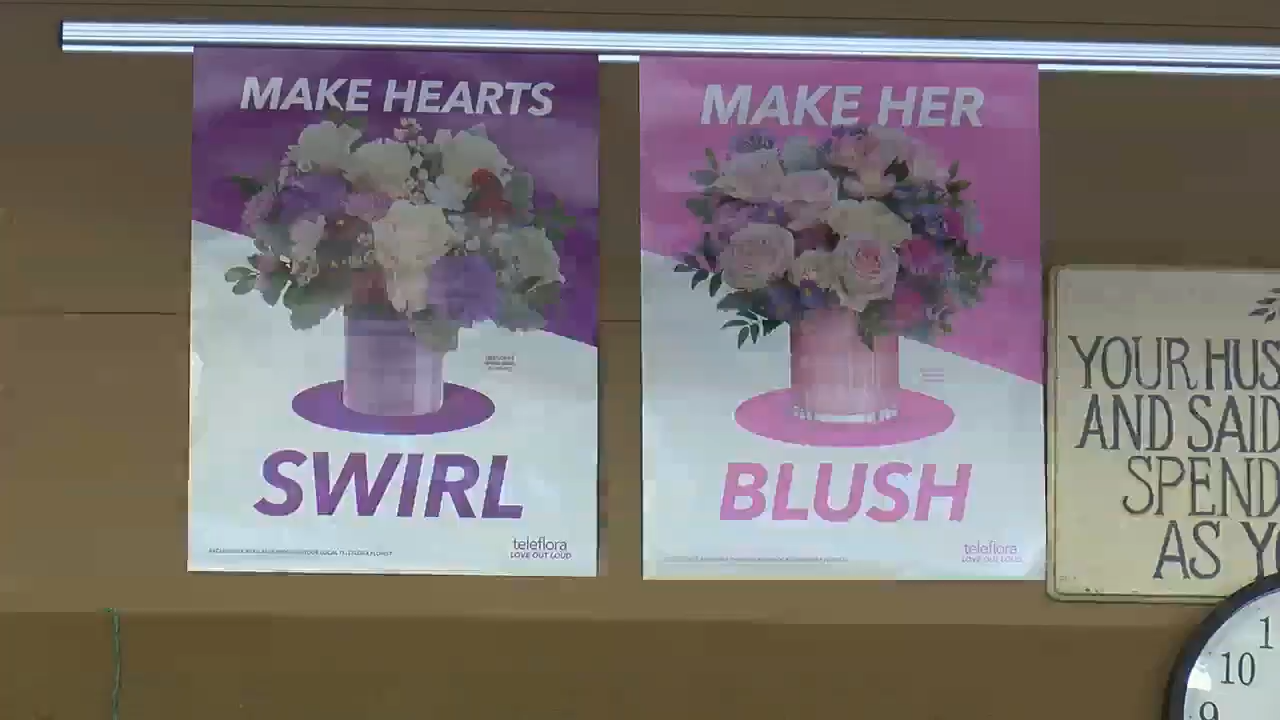 MAKE HEARTS
SWIRL
teleflora
LOVE OUT LOUD
MAKE HER
BLUSH
teleflora
LOVE OUT LOUD
YOUR HUS
AND SAID
SPEND
AS Y
1
10
9